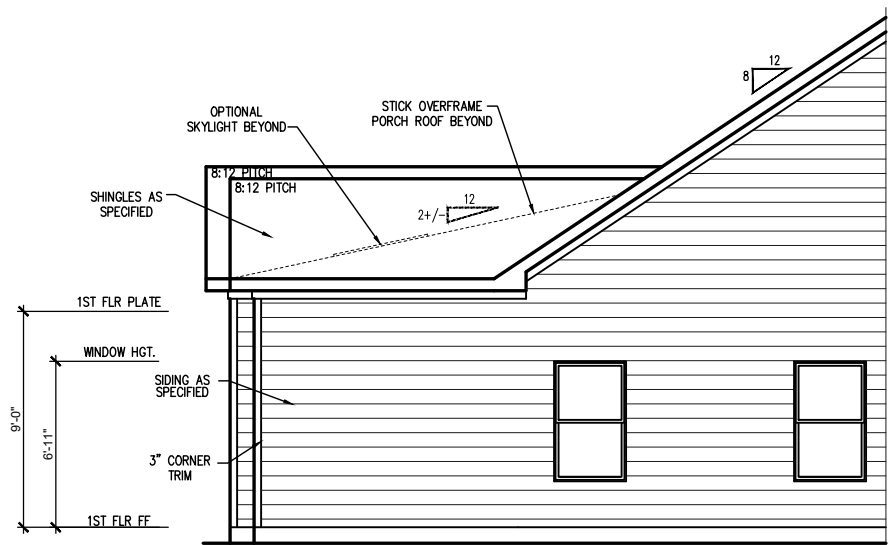 12
8
OPTIONAL
SKYLIGHT BEYOND
STICK OVERFRAME
PORCH ROOF BEYOND
8:12 PITCH
8:12 PITCH
SHINGLES AS
SPECIFIED
12
2+/-
1ST FLR PLATE
WINDOW HGT.
SIDING AS
SPECIFIED
9'-0"
6'-11"
3" CORNER
TRIM
1ST FLR FF